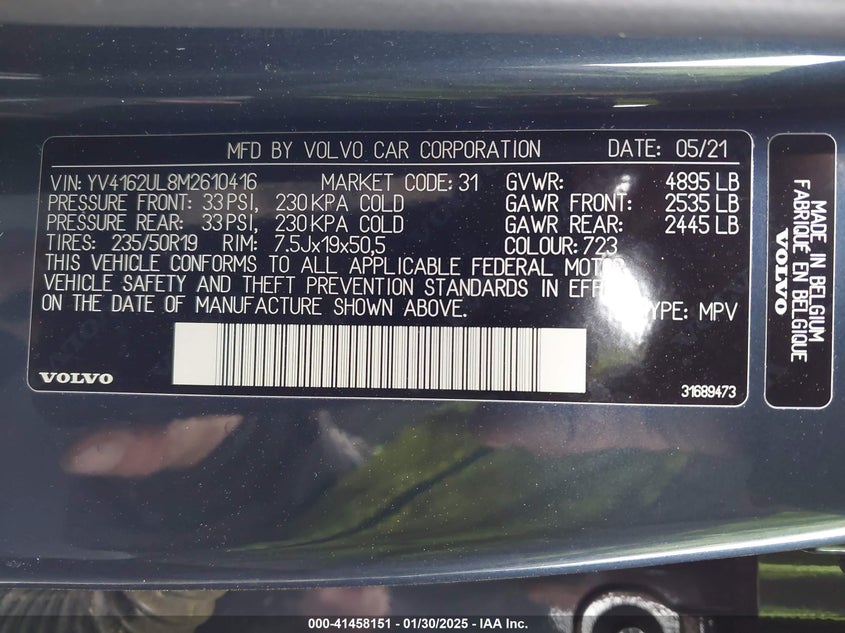 MFD BY VOLVO CAR CORPORATION DATE: 05/21
VIN: YV4162UL8M2610416 MARKET CODE: 31 GVWR: 4895 LB
PRESSURE FRONT: 33 PSI, 230 KPA COLD GAWR FRONT: 2535 LB
PRESSURE REAR: 33 PSI, 230 KPA COLD GAWR REAR: 2445 LB
TIRES: 235/50R19 RIM: 7.5Jx19x50,5 COLOUR: 723
THIS VEHICLE CONFORMS TO ALL APPLICABLE FEDERAL MOTOR
VEHICLE SAFETY AND THEFT PREVENTION STANDARDS IN
ON THE DATE OF MANUFACTURE SHOWN ABOVE. MPV
VOLVO 31689473
MADE IN BELGIUM
FABRIQUE EN BELGIQUE
VOLVO
000-41458151 — 01/30/2025 - IAA Inc.